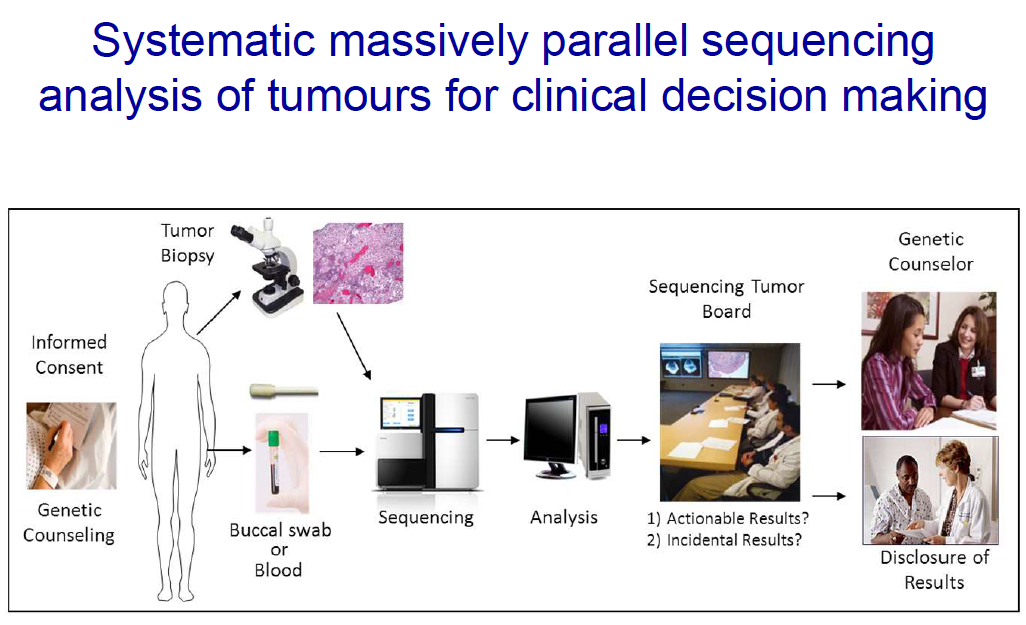 Systematic massively parallel sequencing
analysis of tumours for clinical decision making
Tumor
Biopsy
Informed
Consent
Genetic
Counseling
Buccal swab
or
Blood
Sequencing
Analysis
Sequencing Tumor
Board
1) Actionable Results?
2) Incidental Results?
Genetic
Counselor
Disclosure of
Results